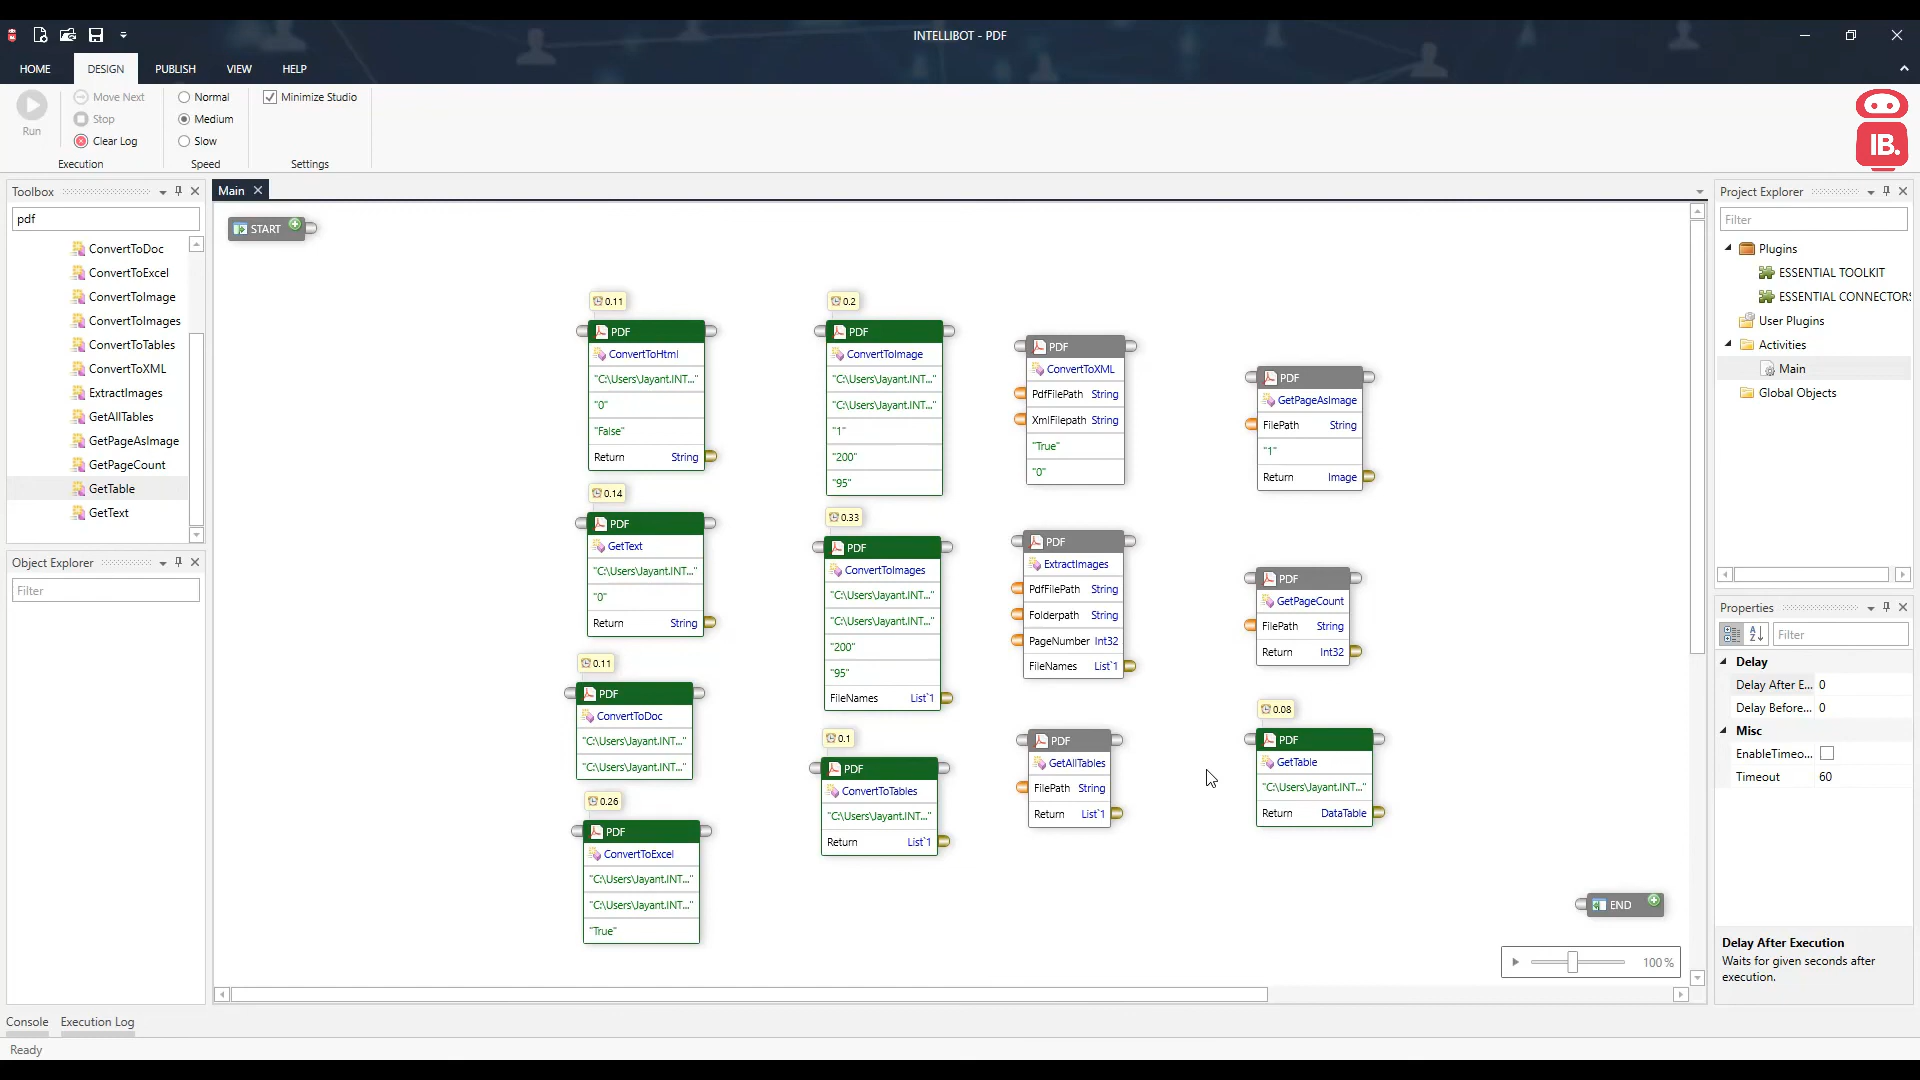 INTELLIBOT - PDF
HOME
DESIGN
PUBLISH
VIEW
HELP
Run
Move Next
Stop
Clear Log
Execution
Normal
Medium
Slow
Speed
Minimize Studio
Settings
IB.
Toolbox
pdf
ConvertToDoc
ConvertToExcel
ConvertToImage
ConvertToImages
ConvertToTables
ConvertToXML
ExtractImages
GetAllTables
GetPageAsImage
GetPageCount
GetTable
GetText
Object Explorer
Filter
Main
START
0.11
PDF
ConvertToHtml
"C:\Users\Jayant.INT..."
"0"
"False"
Return String
0.14
PDF
GetText
"C:\Users\Jayant.INT..."
"0"
Return String
0.11
PDF
ConvertToDoc
"C:\Users\Jayant.INT..."
"C:\Users\Jayant.INT..."
0.26
PDF
ConvertToExcel
"C:\Users\Jayant.INT..."
"C:\Users\Jayant.INT..."
"True"
0.2
PDF
ConvertToImage
"C:\Users\Jayant.INT..."
"C:\Users\Jayant.INT..."
"1"
"200"
"95"
0.33
PDF
ConvertToImages
"C:\Users\Jayant.INT..."
"C:\Users\Jayant.INT..."
"200"
"95"
FileNames List`1
0.1
PDF
ConvertToTables
"C:\Users\Jayant.INT..."
Return List`1
PDF
ConvertToXML
PdfFilePath String
XmlFilepath String
"True"
"0"
PDF
ExtractImages
PdfFilePath String
Folderpath String
PageNumber Int32
FileNames List`1
PDF
GetAllTables
FilePath String
Return List`1
PDF
GetPageAsImage
FilePath String
"1"
Return Image
PDF
GetPageCount
FilePath String
Return Int32
0.08
PDF
GetTable
"C:\Users\Jayant.INT..."
Return DataTable
END
100 %
Project Explorer
Filter
Plugins
ESSENTIAL TOOLKIT
ESSENTIAL CONNECTORS
User Plugins
Activities
Main
Global Objects
Properties
Filter
Delay
Delay After E... 0
Delay Before... 0
Misc
EnableTimeo...
Timeout 60
Delay After Execution
Waits for given seconds after
execution.
Console
Execution Log
Ready